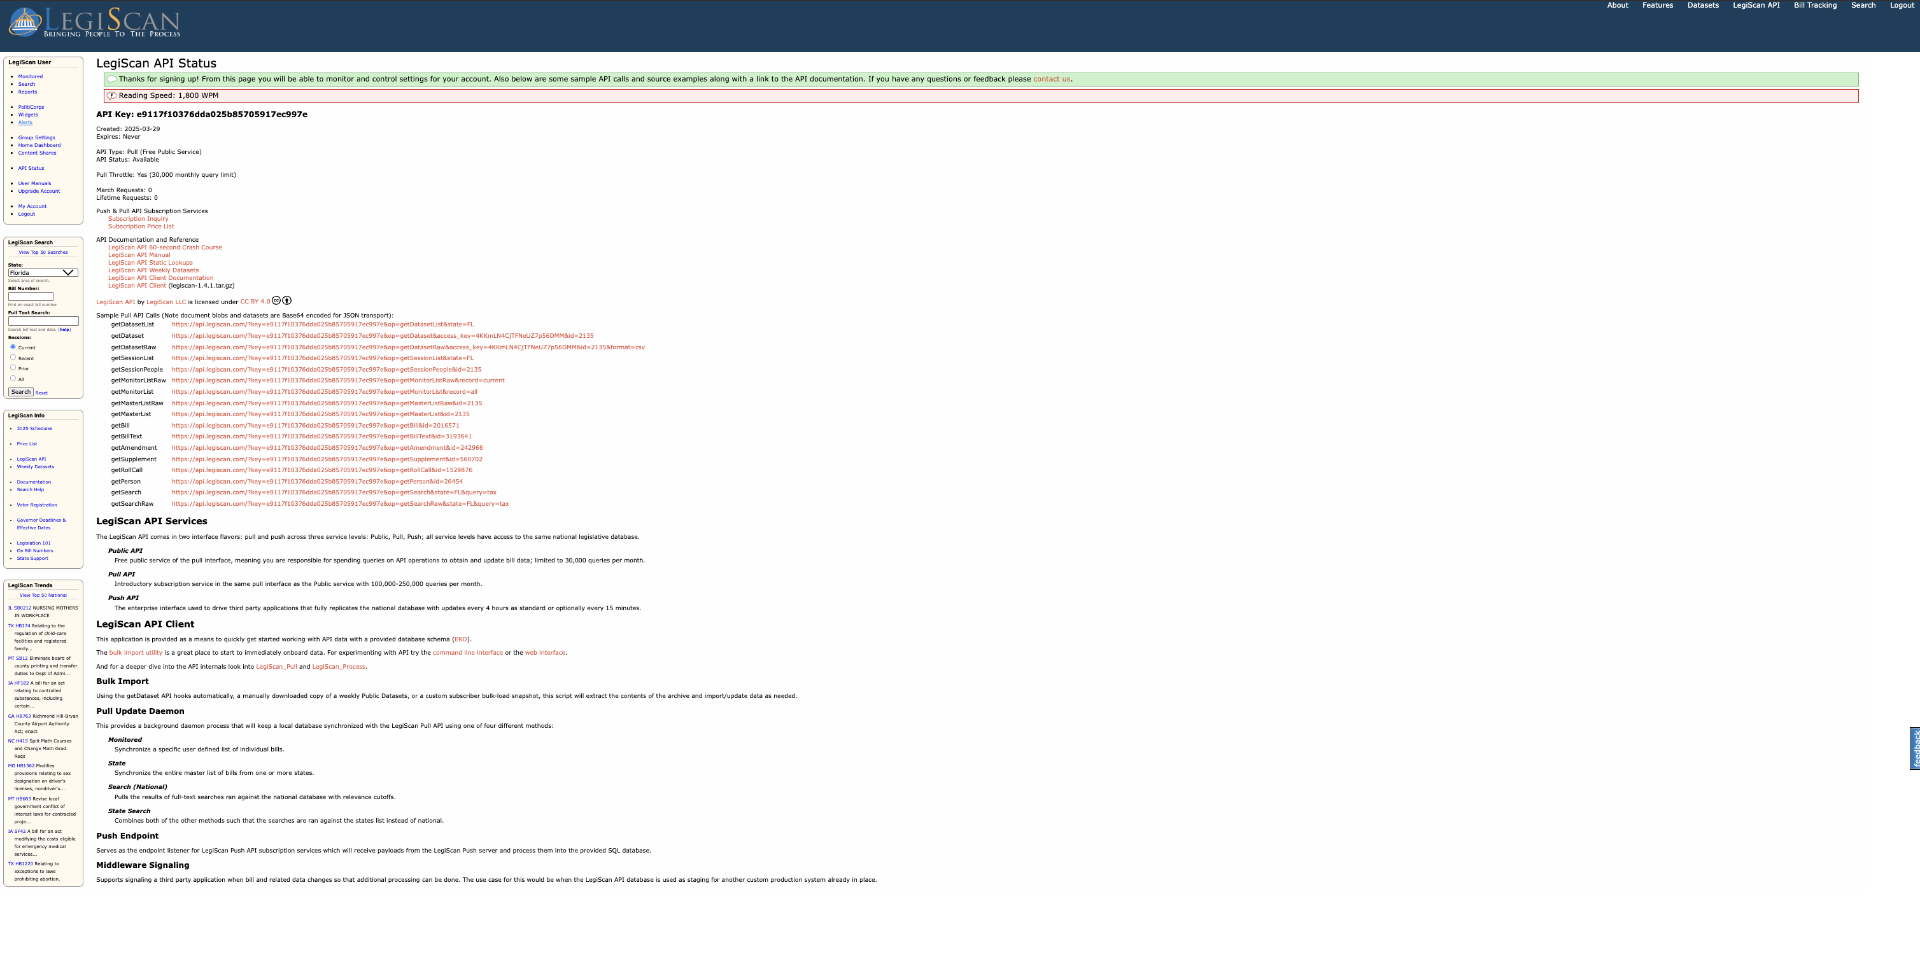 LEGISCAN
BRINGING PEOPLE TO THE PROCESS
About Features Datasets LegiScan API Bill Tracking Search Logout
LegiScan User
Monitored
Search
Reports
PolitiCorps
Widgets
Alerts
Group Settings
Home Dashboard
Content Shares
API Status
User Manuals
Upgrade Account
My Account
Logout
LegiScan Search
View Top 50 Searches
State:
Florida
Select area of search.
Bill Number:
Find an exact bill number.
Full Text Search:
Search bill text and data. [help]
Sessions:
Current
Recent
Prior
All
Search Reset
LegiScan Info
2025 Schedules
Price List
LegiScan API
Weekly Datasets
Documentation
Search Help
Voter Registration
Governor Deadlines &
Effective Dates
Legislation 101
On Bill Numbers
State Support
LegiScan Trends
View Top 50 National
IL SB0212 NURSING MOTHERS
IN WORKPLACE
TX HB174 Relating to the
regulation of child-care
facilities and registered
family...
MT SB12 Eliminate board of
county printing and transfer
duties to Dept of Admi...
IA HF182 A bill for an act
relating to controlled
substances, including
certain...
GA HB763 Richmond Hill-Bryan
County Airport Authority
Act; enact
NC H415 Split Math Courses
and Change Math Grad.
Reqs
MO HB1362 Modifies
provisions relating to sex
designation on driver's
licenses, nondriver's...
MT HB683 Revise local
government conflict of
interest laws for contracted
proje...
IA SF42 A bill for an act
modifying the costs eligible
for emergency medical
services...
TX HB1220 Relating to
exceptions to laws
prohibiting abortion.
LegiScan API Status
Thanks for signing up! From this page you will be able to monitor and control settings for your account. Also below are some sample API calls and source examples along with a link to the API documentation. If you have any questions or feedback please contact us.
Reading Speed: 1,800 WPM
API Key: e9117f10376dda025b85705917ec997e
Created: 2025-03-29
Expires: Never
API Type: Pull (Free Public Service)
API Status: Available
Pull Throttle: Yes (30,000 monthly query limit)
March Requests: 0
Lifetime Requests: 0
Push & Pull API Subscription Services
Subscription Inquiry
Subscription Price List
API Documentation and Reference
LegiScan API 60-second Crash Course
LegiScan API Manual
LegiScan API Static Lookups
LegiScan API Weekly Datasets
LegiScan API Client Documentation
LegiScan API Client (legiscan-1.4.1.tar.gz)
LegiScan API by LegiScan LLC is licensed under CC BY 4.0
Sample Pull API Calls (Note document blobs and datasets are Base64 encoded for JSON transport):
getDatasetList https://api.legiscan.com/?key=e9117f10376dda025b85705917ec997e&op=getDatasetList&state=FL
getDataset https://api.legiscan.com/?key=e9117f10376dda025b85705917ec997e&op=getDataset&access_key=4KKmLN4CJTFNeUZ7p56DMM&id=2135
getDatasetRaw https://api.legiscan.com/?key=e9117f10376dda025b85705917ec997e&op=getDatasetRaw&access_key=4KKmLN4CJTFNeUZ7p56DMM&id=2135&format=csv
getSessionList https://api.legiscan.com/?key=e9117f10376dda025b85705917ec997e&op=getSessionList&state=FL
getSessionPeople https://api.legiscan.com/?key=e9117f10376dda025b85705917ec997e&op=getSessionPeople&id=2135
getMonitorListRaw https://api.legiscan.com/?key=e9117f10376dda025b85705917ec997e&op=getMonitorListRaw&record=current
getMonitorList https://api.legiscan.com/?key=e9117f10376dda025b85705917ec997e&op=getMonitorList&record=all
getMasterListRaw https://api.legiscan.com/?key=e9117f10376dda025b85705917ec997e&op=getMasterListRaw&id=2135
getMasterList https://api.legiscan.com/?key=e9117f10376dda025b85705917ec997e&op=getMasterList&id=2135
getBill https://api.legiscan.com/?key=e9117f10376dda025b85705917ec997e&op=getBill&id=2016571
getBillText https://api.legiscan.com/?key=e9117f10376dda025b85705917ec997e&op=getBillText&id=3193641
getAmendment https://api.legiscan.com/?key=e9117f10376dda025b85705917ec997e&op=getAmendment&id=242966
getSupplement https://api.legiscan.com/?key=e9117f10376dda025b85705917ec997e&op=getSupplement&id=560702
getRollCall https://api.legiscan.com/?key=e9117f10376dda025b85705917ec997e&op=getRollCall&id=1529876
getPerson https://api.legiscan.com/?key=e9117f10376dda025b85705917ec997e&op=getPerson&id=26454
getSearch https://api.legiscan.com/?key=e9117f10376dda025b85705917ec997e&op=getSearch&state=FL&query=tax
getSearchRaw https://api.legiscan.com/?key=e9117f10376dda025b85705917ec997e&op=getSearchRaw&state=FL&query=tax
LegiScan API Services
The LegiScan API comes in two interface flavors: pull and push across three service levels: Public, Pull, Push; all service levels have access to the same national legislative database.
Public API
Free public service of the pull interface, meaning you are responsible for spending queries on API operations to obtain and update bill data; limited to 30,000 queries per month.
Pull API
Introductory subscription service in the same pull interface as the Public service with 100,000-250,000 queries per month.
Push API
The enterprise interface used to drive third party applications that fully replicates the national database with updates every 4 hours as standard or optionally every 15 minutes.
LegiScan API Client
This application is provided as a means to quickly get started working with API data with a provided database schema (ERD).
The bulk import utility is a great place to start to immediately onboard data. For experimenting with API try the command line interface or the web interface.
And for a deeper dive into the API internals look into LegiScan_Pull and LegiScan_Process.
Bulk Import
Using the getDataset API hooks automatically, a manually downloaded copy of a weekly Public Datasets, or a custom subscriber bulk-load snapshot, this script will extract the contents of the archive and import/update data as needed.
Pull Update Daemon
This provides a background daemon process that will keep a local database synchronized with the LegiScan Pull API using one of four different methods:
Monitored
Synchronize a specific user defined list of individual bills.
State
Synchronize the entire master list of bills from one or more states.
Search (National)
Pulls the results of full-text searches ran against the national database with relevance cutoffs.
State Search
Combines both of the other methods such that the searches are ran against the states list instead of national.
Push Endpoint
Serves as the endpoint listener for LegiScan Push API subscription services which will receive payloads from the LegiScan Push server and process them into the provided SQL database.
Middleware Signaling
Supports signaling a third party application when bill and related data changes so that additional processing can be done. The use case for this would be when the LegiScan API database is used as staging for another custom production system already in place.
feedback